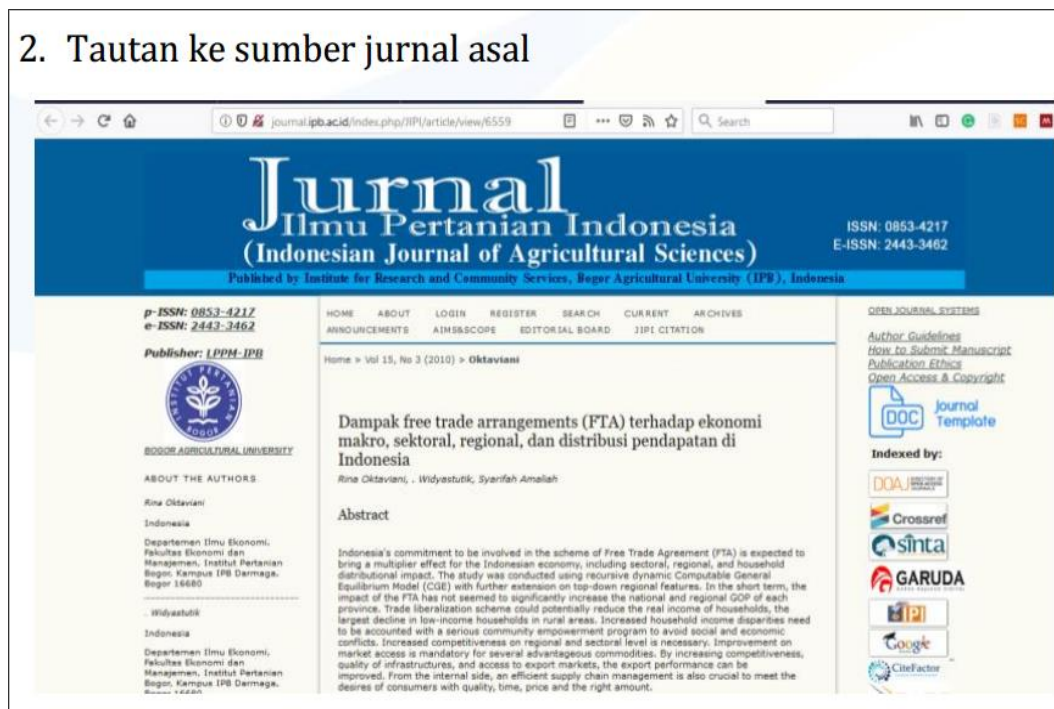 2. Tautan ke sumber jurnal asal
journal.ipb.ac.id/index.php/JIPI/article/view/6559
Search
Jurnal
Ilmu Pertanian Indonesia
(Indonesian Journal of Agricultural Sciences)
ISSN: 0853-4217
E-ISSN: 2443-3462
Published by Institute for Research and Community Services, Bogor Agricultural University (IPB), Indonesia
p-ISSN: 0853-4217
e-ISSN: 2443-3462
Publisher: LPPM-IPB
INSTITUT PERTANIAN
BOGOR
BOGOR AGRICULTURAL UNIVERSITY
ABOUT THE AUTHORS
Rina Oktaviani
Indonesia
Departemen Ilmu Ekonomi,
Fakultas Ekonomi dan
Manajemen, Institut Pertanian
Bogor, Kampus IPB Darmaga,
Bogor 16680
. Widyastutik
Indonesia
Departemen Ilmu Ekonomi,
Fakultas Ekonomi dan
Manajemen, Institut Pertanian
Bogor, Kampus IPB Darmaga,
Bogor 16680
HOME ABOUT LOGIN REGISTER SEARCH CURRENT ARCHIVES
ANNOUNCEMENTS AIMS&SCOPE EDITORIAL BOARD JIPI CITATION
Home > Vol 15, No 3 (2010) > Oktaviani
Dampak free trade arrangements (FTA) terhadap ekonomi
makro, sektoral, regional, dan distribusi pendapatan di
Indonesia
Rina Oktaviani, . Widyastutik, Syarifah Amaliah
Abstract
Indonesia's commitment to be involved in the scheme of Free Trade Agreement (FTA) is expected to
bring a multiplier effect for the Indonesian economy, including sectoral, regional, and household
distributional impact. The study was conducted using recursive dynamic Computable General
Equilibrium Model (CGE) with further extension on top-down regional features. In the short term, the
impact of the FTA has not seemed to significantly increase the national and regional GDP of each
province. Trade liberalization scheme could potentially reduce the real income of households, the
largest decline in low-income households in rural areas. Increased household income disparities need
to be accounted with a serious community empowerment program to avoid social and economic
conflicts. Increased competitiveness on regional and sectoral level is necessary. Improvement on
market access is mandatory for several advantageous commodities. By increasing competitiveness,
quality of infrastructures, and access to export markets, the export performance can be
improved. From the internal side, an efficient supply chain management is also crucial to meet the
desires of consumers with quality, time, price and the right amount.
OPEN JOURNAL SYSTEMS
Author Guidelines
How to Submit Manuscript
Publication Ethics
Open Access & Copyright
DOC
Journal
Template
Indexed by:
DOAJ
Crossref
sinta
GARUDA
IPI
Google
CiteFactor